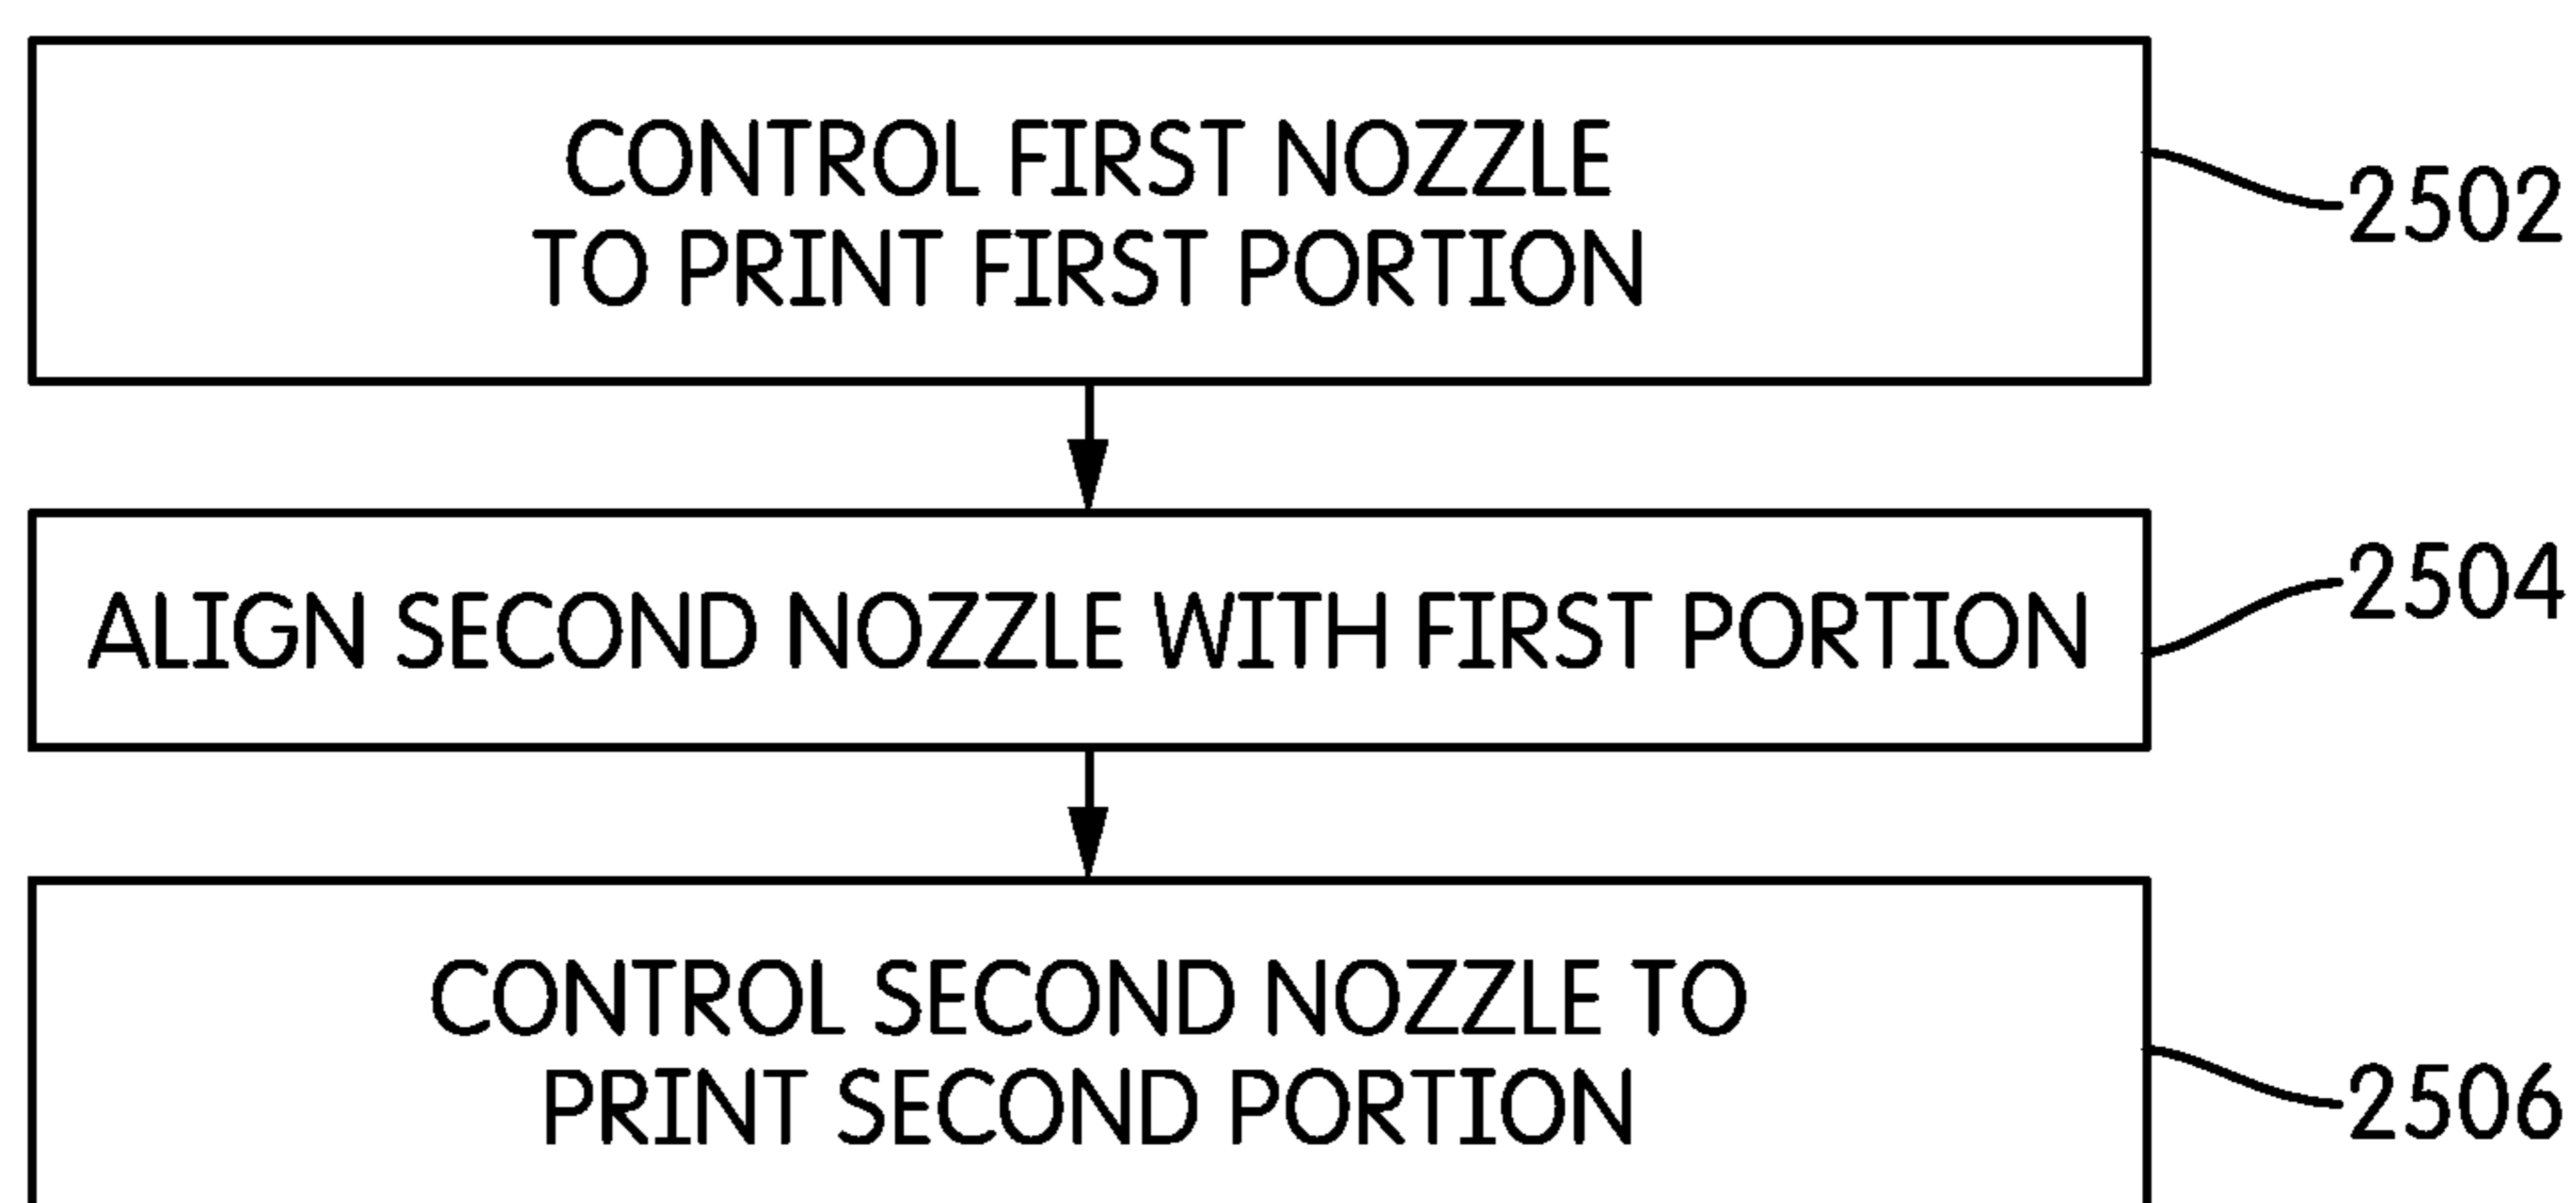 CONTROL FIRST NOZZLE
TO PRINT FIRST PORTION
2502
ALIGN SECOND NOZZLE WITH FIRST PORTION
2504
CONTROL SECOND NOZZLE TO
PRINT SECOND PORTION
2506